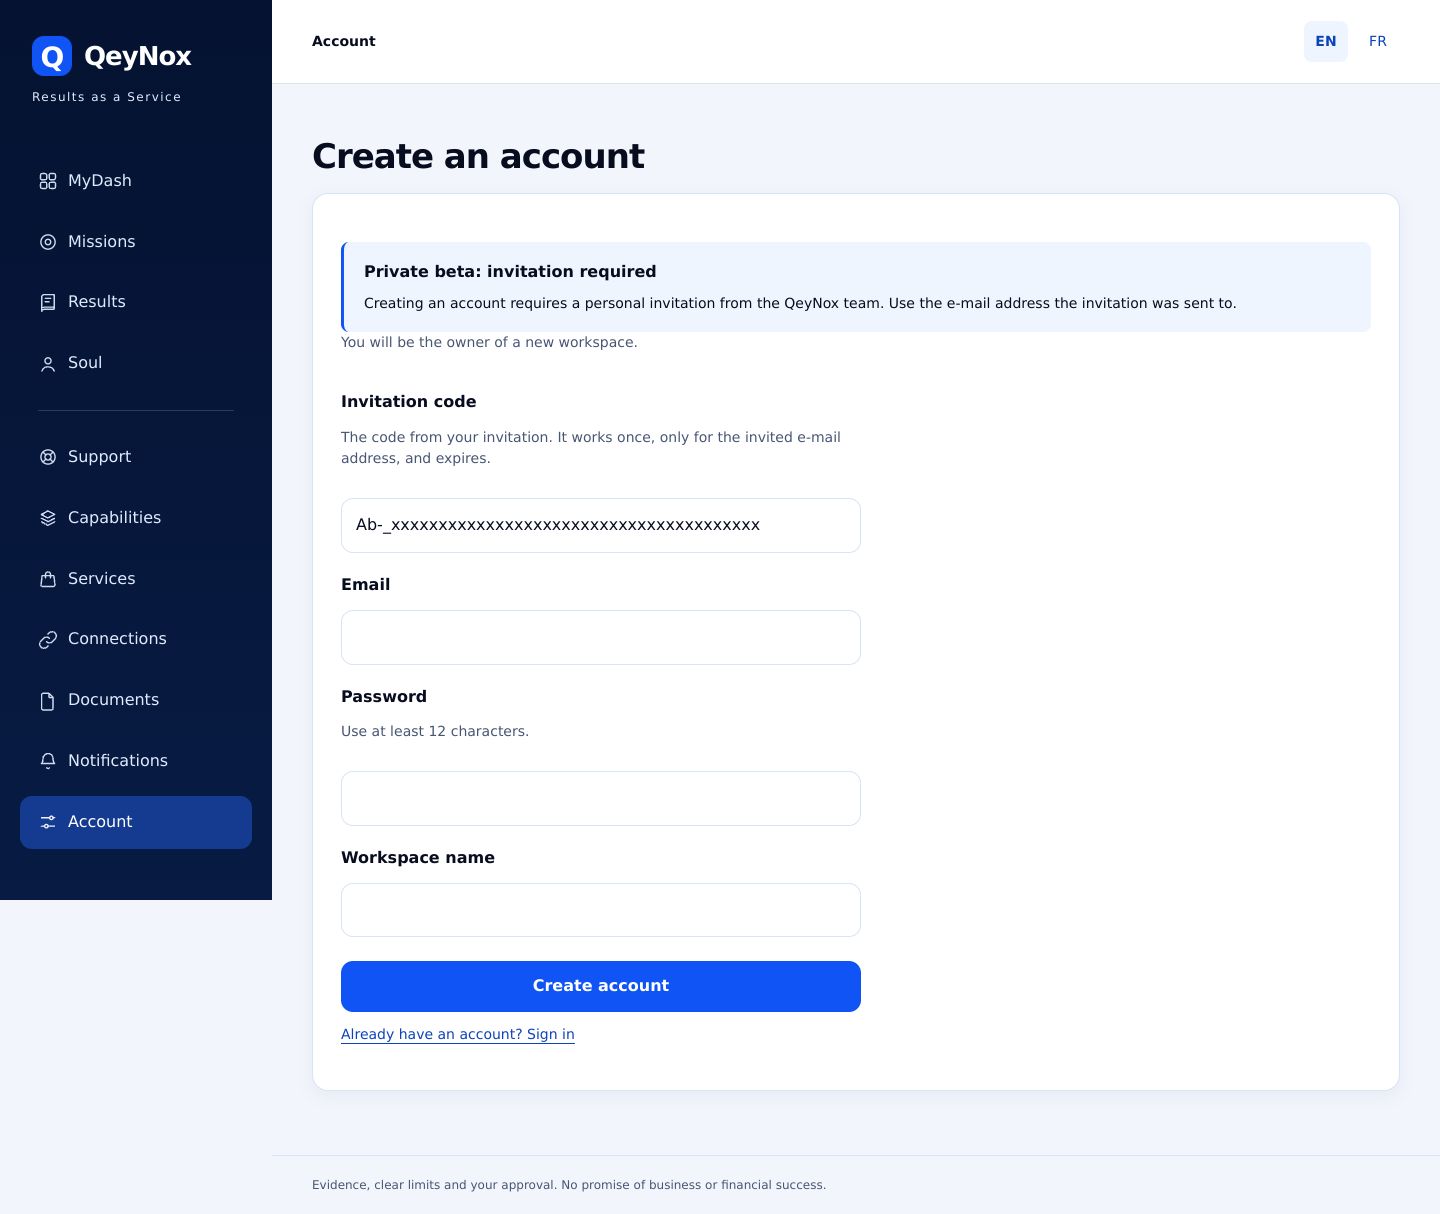 Q QeyNox
Results as a Service
MyDash
Missions
Results
Soul
Support
Capabilities
Services
Connections
Documents
Notifications
Account
Account
EN FR
Create an account
Private beta: invitation required
Creating an account requires a personal invitation from the QeyNox team. Use the e-mail address the invitation was sent to.
You will be the owner of a new workspace.
Invitation code
The code from your invitation. It works once, only for the invited e-mail
address, and expires.
Ab-_xxxxxxxxxxxxxxxxxxxxxxxxxxxxxxxxxxxxxxx
Email
Password
Use at least 12 characters.
Workspace name
Create account
Already have an account? Sign in
Evidence, clear limits and your approval. No promise of business or financial success.